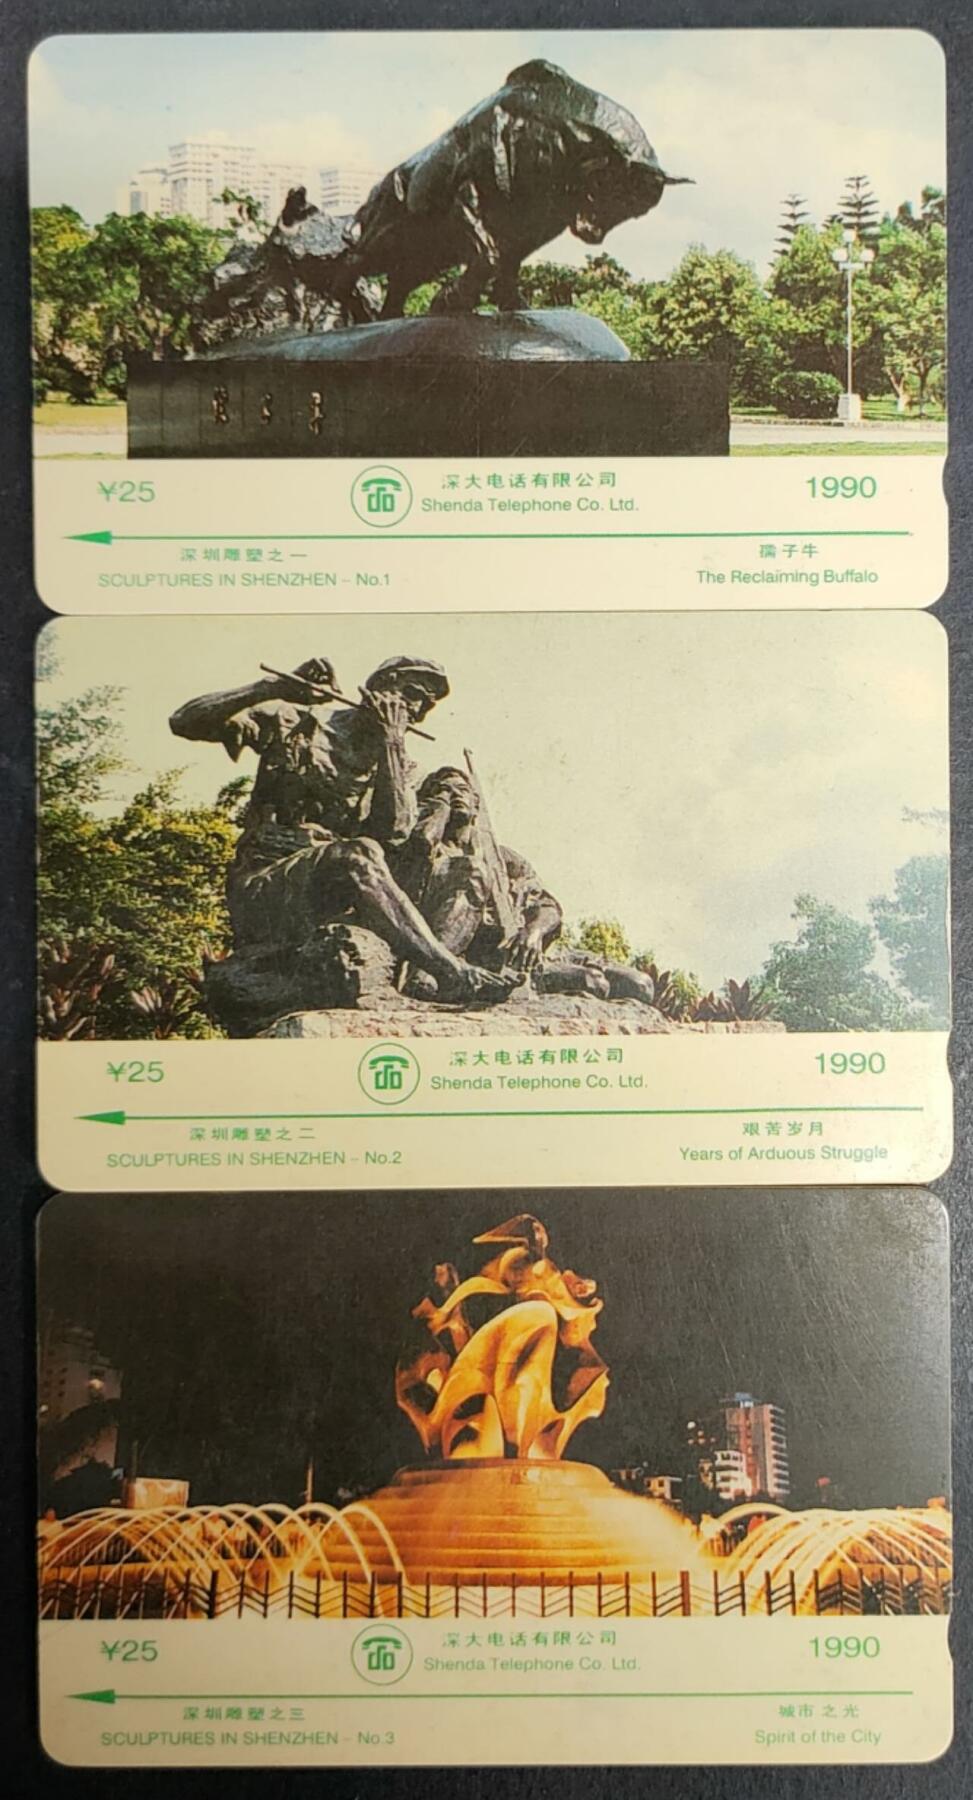 ¥25
深大电话有限公司
Shenda Telephone Co. Ltd.
1990
深圳雕塑之一
SCULPTURES IN SHENZHEN – No.1
孺子牛
The Reclaiming Buffalo
¥25
深大电话有限公司
Shenda Telephone Co. Ltd.
1990
深圳雕塑之二
SCULPTURES IN SHENZHEN – No.2
艰苦岁月
Years of Arduous Struggle
¥25
深大电话有限公司
Shenda Telephone Co. Ltd.
1990
深圳雕塑之三
SCULPTURES IN SHENZHEN – No.3
城市之光
Spirit of the City